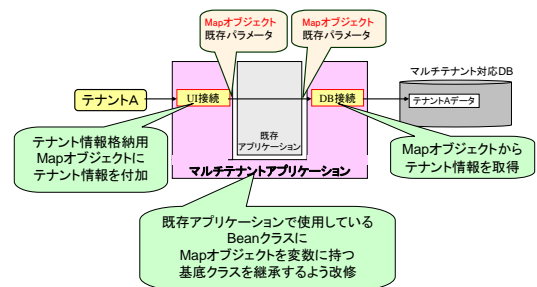 Mapオブジェクト
既存パラメータ
Mapオブジェクト
既存パラメータ
マルチテナント対応DB
テナントA
UI接続
DB接続
テナントAデータ
既存
アプリケーション
マルチテナントアプリケーション
テナント情報格納用
Mapオブジェクトに
テナント情報を付加
Mapオブジェクトから
テナント情報を取得
既存アプリケーションで使用している
Beanクラスに
Mapオブジェクトを変数に持つ
基底クラスを継承するよう改修